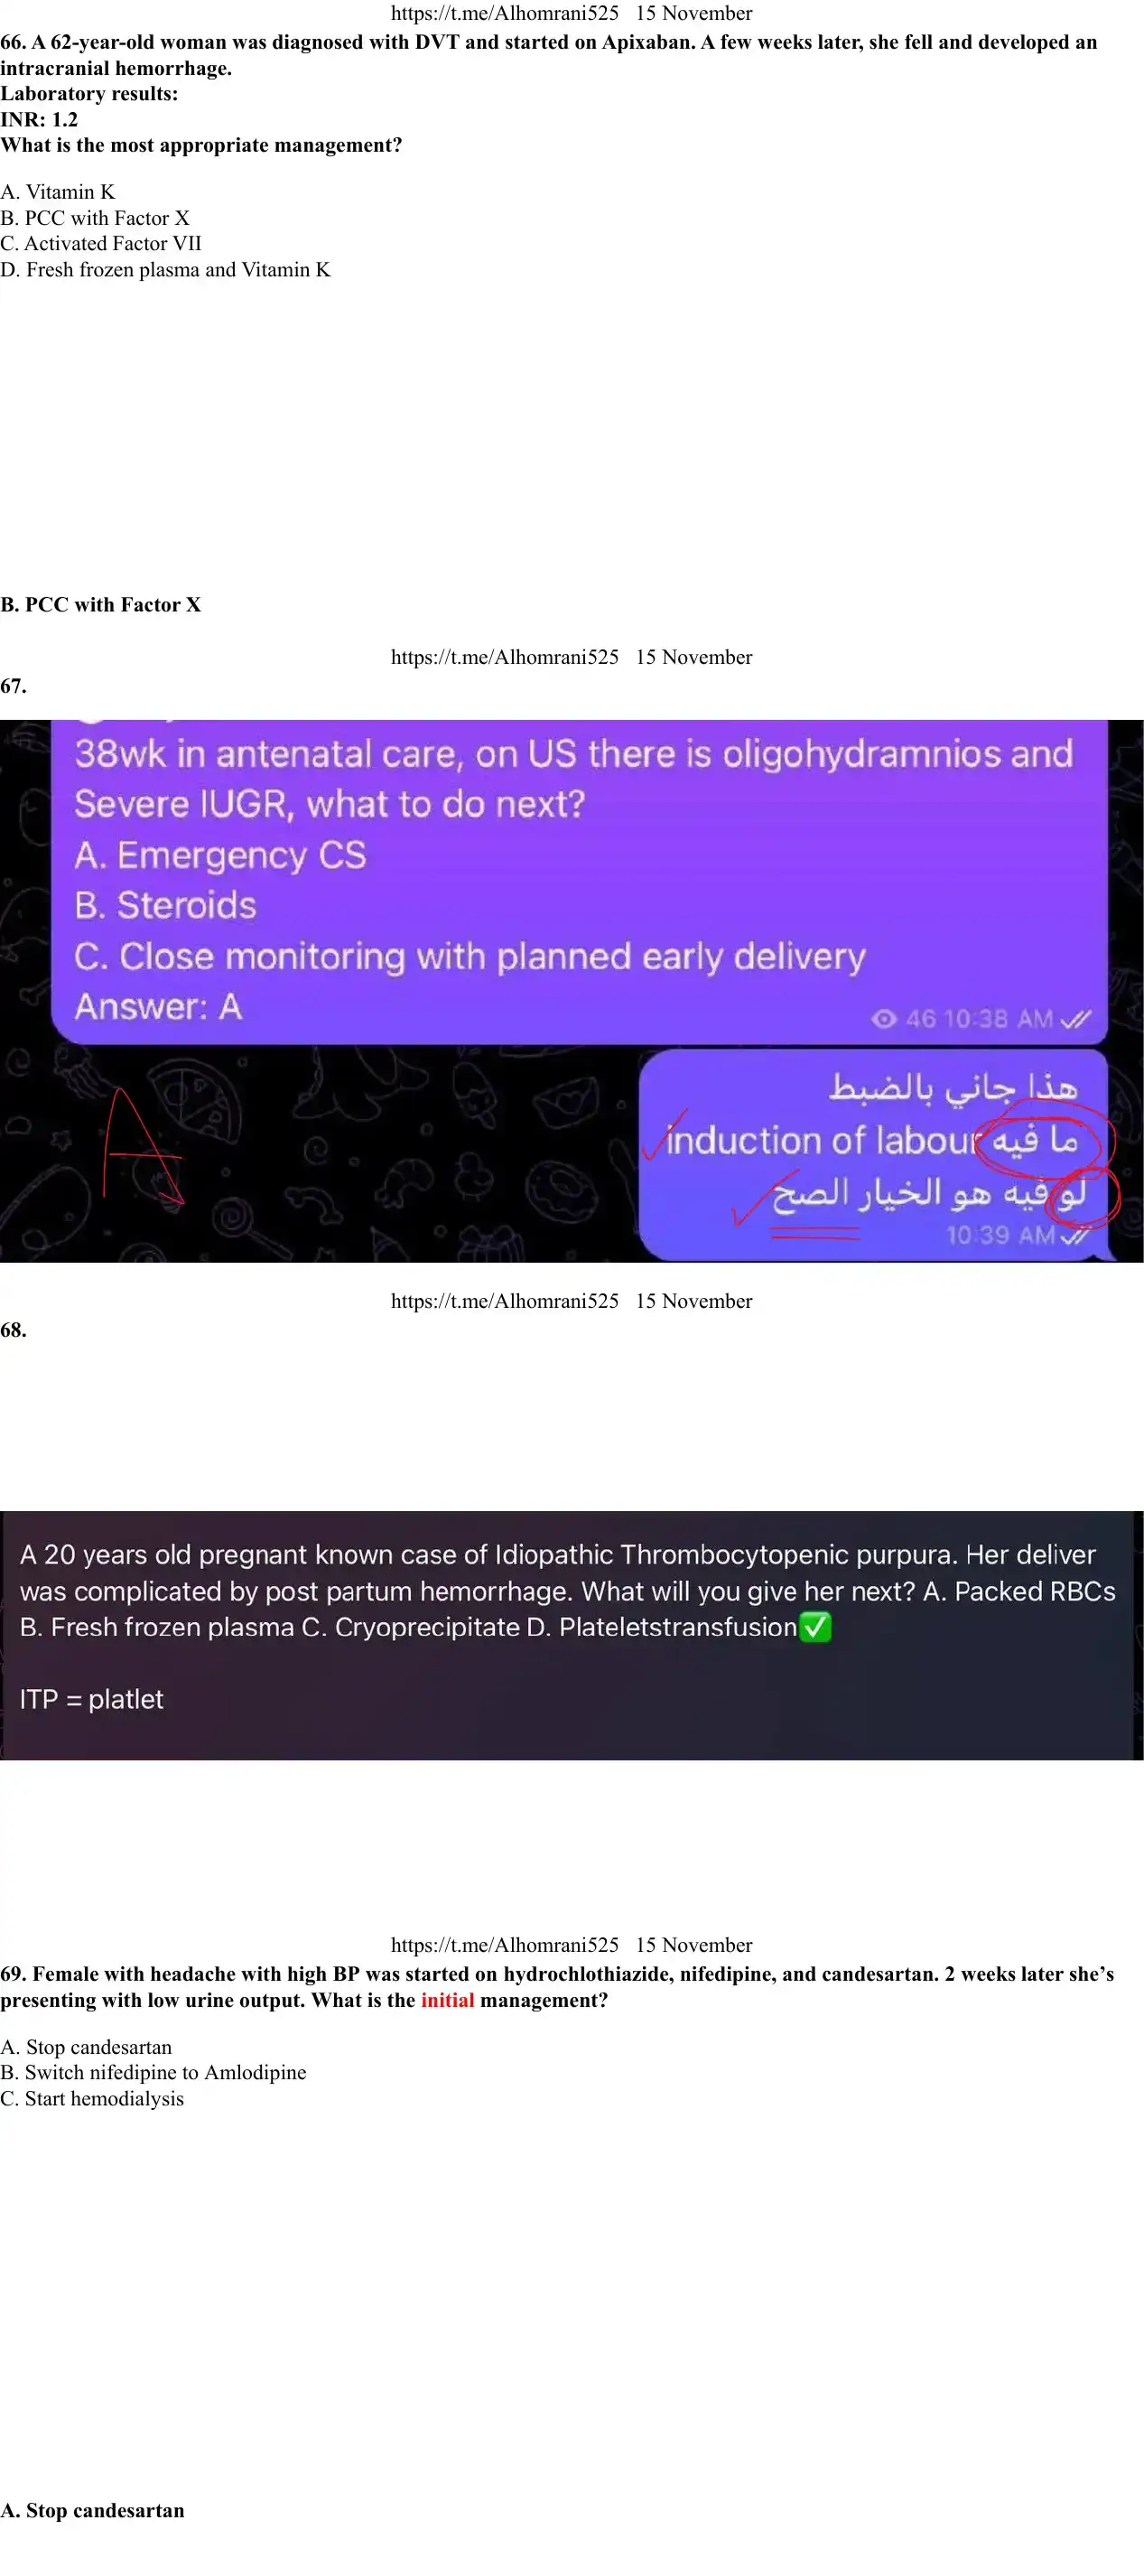 https://t.me/Alhomrani525 15 November
66. A 62-year-old woman was diagnosed with DVT and started on Apixaban. A few weeks later, she fell and developed an
intracranial hemorrhage.
Laboratory results:
INR: 1.2
What is the most appropriate management?
A. Vitamin K
B. PCC with Factor X
C. Activated Factor VII
D. Fresh frozen plasma and Vitamin K
B. PCC with Factor X
https://t.me/Alhomrani525 15 November
67.
38wk in antenatal care, on US there is oligohydramnios and
Severe IUGR, what to do next?
A. Emergency CS
B. Steroids
C. Close monitoring with planned early delivery
Answer: A
46 10:38 AM
هذا جاني بالضبط
ما فيه induction of labour
لو فيه هو الخيار الصح
10:39 AM
A
https://t.me/Alhomrani525 15 November
68.
A 20 years old pregnant known case of Idiopathic Thrombocytopenic purpura. Her deliver
was complicated by post partum hemorrhage. What will you give her next? A. Packed RBCs
B. Fresh frozen plasma C. Cryoprecipitate D. Plateletstransfusion✅
ITP = platlet
https://t.me/Alhomrani525 15 November
69. Female with headache with high BP was started on hydrochlothiazide, nifedipine, and candesartan. 2 weeks later she’s
presenting with low urine output. What is the initial management?
A. Stop candesartan
B. Switch nifedipine to Amlodipine
C. Start hemodialysis
A. Stop candesartan